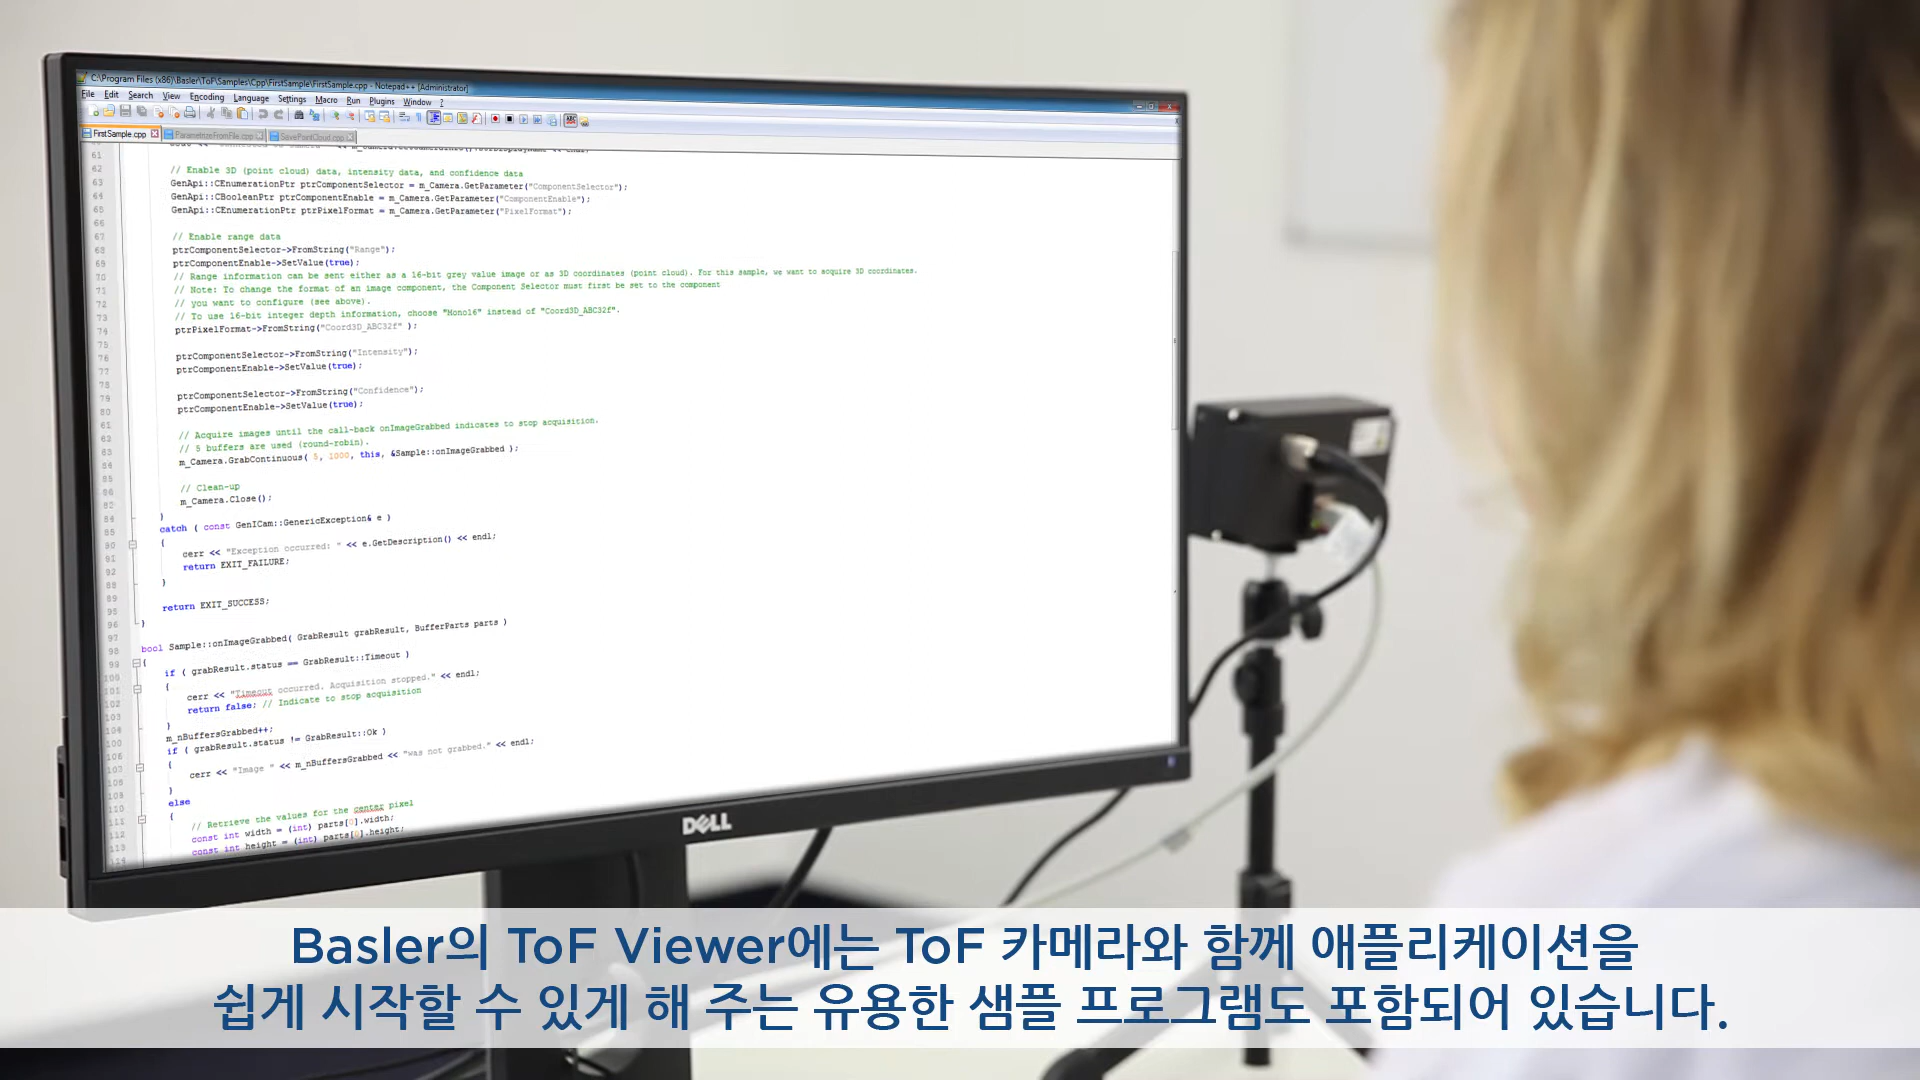 C:\Program Files (x86)\Basler\ToF\Samples\Cpp\FirstSample\FirstSample.cpp - Notepad++ [Administrator]
File Edit Search View Encoding Language Settings Macro Run Plugins Window ?
FirstSample.cpp ParametrizeFromFile.cpp SavePointCloud.cpp
// Enable 3D (point cloud) data, intensity data, and confidence data
GenApi::CEnumerationPtr ptrComponentSelector = m_Camera.GetParameter("ComponentSelector");
GenApi::CBooleanPtr ptrComponentEnable = m_Camera.GetParameter("ComponentEnable");
GenApi::CEnumerationPtr ptrPixelFormat = m_Camera.GetParameter("PixelFormat");
// Enable range data
ptrComponentSelector->FromString("Range");
ptrComponentEnable->SetValue(true);
// Range information can be sent either as a 16-bit grey value image or as 3D coordinates (point cloud). For this sample, we want to acquire 3D coordinates.
// Note: To change the format of an image component, the Component Selector must first be set to the component
// you want to configure (see above).
// To use 16-bit integer depth information, choose "Mono16" instead of "Coord3D_ABC32f".
ptrPixelFormat->FromString("Coord3D_ABC32f" );
ptrComponentSelector->FromString("Intensity");
ptrComponentEnable->SetValue(true);
ptrComponentSelector->FromString("Confidence");
ptrComponentEnable->SetValue(true);
// Acquire images until the call-back onImageGrabbed indicates to stop acquisition.
// 5 buffers are used (round-robin).
m_Camera.GrabContinuous( 5, 1000, this, &Sample::onImageGrabbed );
// Clean-up
m_Camera.Close();
}
catch ( const GenICam::GenericException& e )
{
cerr << "Exception occurred: " << e.GetDescription() << endl;
return EXIT_FAILURE;
}
return EXIT_SUCCESS;
}
bool Sample::onImageGrabbed( GrabResult grabResult, BufferParts parts )
{
if ( grabResult.status == GrabResult::Timeout )
{
cerr << "Timeout occurred. Acquisition stopped." << endl;
return false; // Indicate to stop acquisition
}
m_nBuffersGrabbed++;
if ( grabResult.status != GrabResult::Ok )
{
cerr << "Image " << m_nBuffersGrabbed << "was not grabbed." << endl;
}
else
{
// Retrieve the values for the center pixel
const int width = (int) parts[0].width;
const int height = (int) parts[0].height;
DELL
Basler의 ToF Viewer에는 ToF 카메라와 함께 애플리케이션을
쉽게 시작할 수 있게 해 주는 유용한 샘플 프로그램도 포함되어 있습니다.